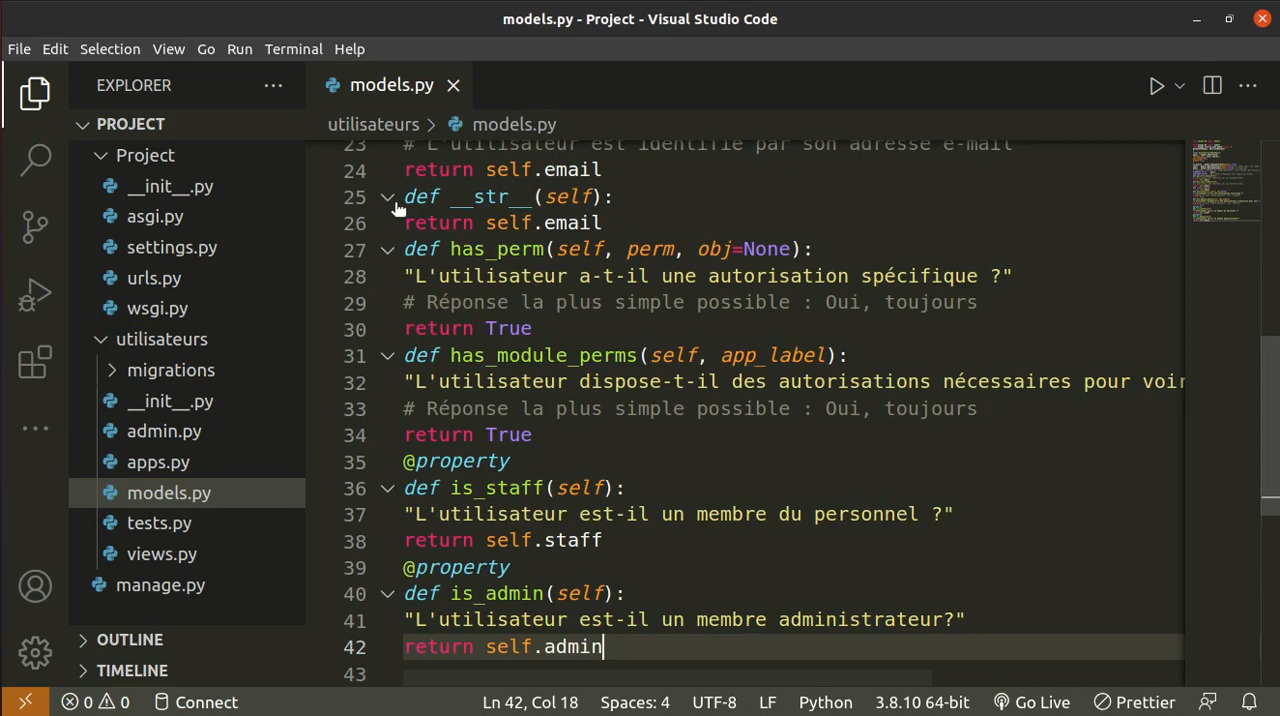 models.py - Project - Visual Studio Code
File Edit Selection View Go Run Terminal Help
EXPLORER
models.py
PROJECT
utilisateurs > models.py
Project
__init__.py
asgi.py
settings.py
urls.py
wsgi.py
utilisateurs
migrations
__init__.py
admin.py
apps.py
models.py
tests.py
views.py
manage.py
OUTLINE
TIMELINE
23 # L'utilisateur est identifié par son adresse e-mail
24 return self.email
25 def __str__(self):
26 return self.email
27 def has_perm(self, perm, obj=None):
28 "L'utilisateur a-t-il une autorisation spécifique ?"
29 # Réponse la plus simple possible : Oui, toujours
30 return True
31 def has_module_perms(self, app_label):
32 "L'utilisateur dispose-t-il des autorisations nécessaires pour voir
33 # Réponse la plus simple possible : Oui, toujours
34 return True
35 @property
36 def is_staff(self):
37 "L'utilisateur est-il un membre du personnel ?"
38 return self.staff
39 @property
40 def is_admin(self):
41 "L'utilisateur est-il un membre administrateur?"
42 return self.admin
43
0 0 Connect Ln 42, Col 18 Spaces: 4 UTF-8 LF Python 3.8.10 64-bit Go Live Prettier